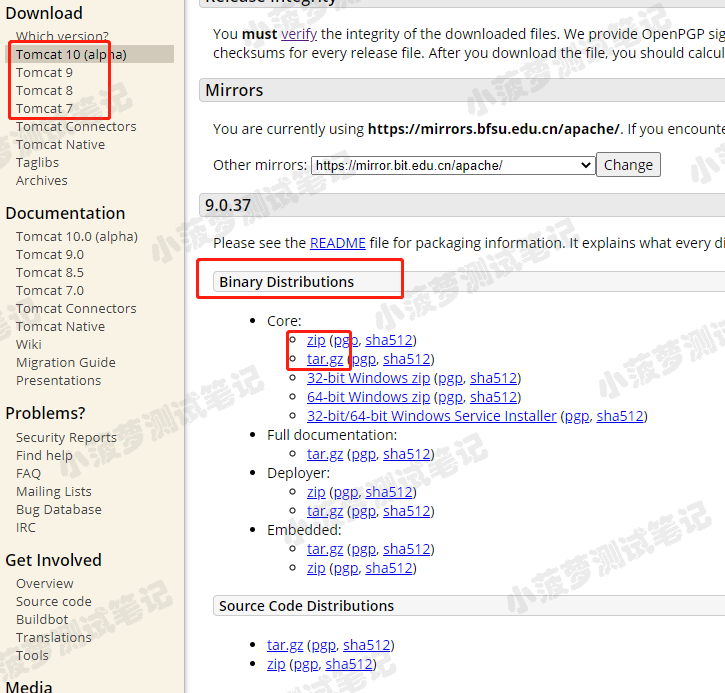 Download
Which version?
Tomcat 10 (alpha)
Tomcat 9
Tomcat 8
Tomcat 7
Tomcat Connectors
Tomcat Native
Taglibs
Archives
Documentation
Tomcat 10.0 (alpha)
Tomcat 9.0
Tomcat 8.5
Tomcat 7.0
Tomcat Connectors
Tomcat Native
Wiki
Migration Guide
Presentations
Problems?
Security Reports
Find help
FAQ
Mailing Lists
Bug Database
IRC
Get Involved
Overview
Source code
Buildbot
Translations
Tools
Media
Release Integrity
You must verify the integrity of the downloaded files. We provide OpenPGP sig
checksums for every release file. After you download the file, you should calcul
Mirrors
You are currently using https://mirrors.bfsu.edu.cn/apache/. If you encounte
Other mirrors: https://mirror.bit.edu.cn/apache/ Change
9.0.37
Please see the README file for packaging information. It explains what every di
Binary Distributions
Core:
zip (pgp, sha512)
tar.gz (pgp, sha512)
32-bit Windows zip (pgp, sha512)
64-bit Windows zip (pgp, sha512)
32-bit/64-bit Windows Service Installer (pgp, sha512)
Full documentation:
tar.gz (pgp, sha512)
Deployer:
zip (pgp, sha512)
tar.gz (pgp, sha512)
Embedded:
tar.gz (pgp, sha512)
zip (pgp, sha512)
Source Code Distributions
tar.gz (pgp, sha512)
zip (pgp, sha512)
小菠萝测试笔记